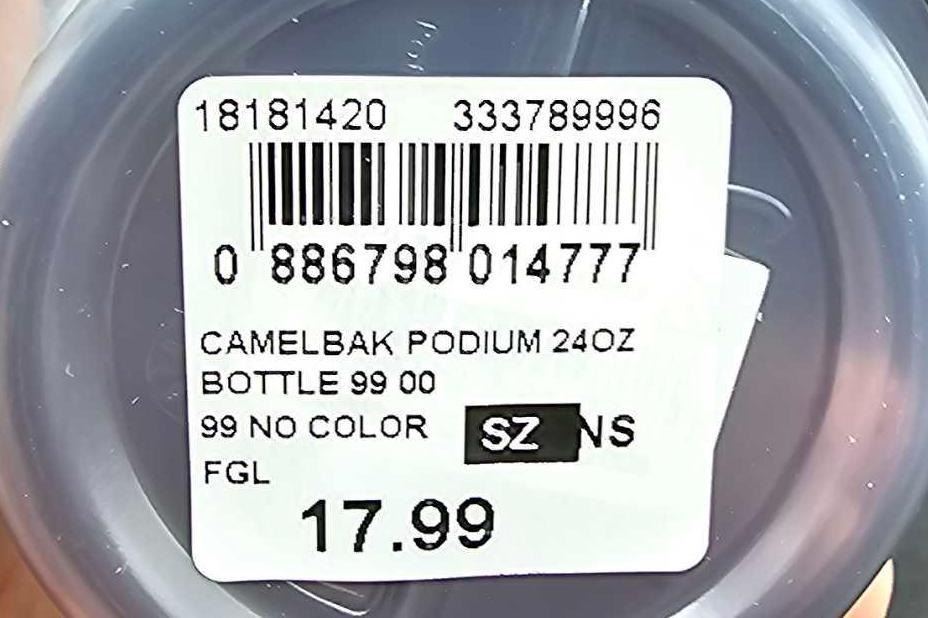 18181420 333789996
0 886798 014777
CAMELBAK PODIUM 24OZ
BOTTLE 99 00
99 NO COLOR SZ NS
FGL
17.99